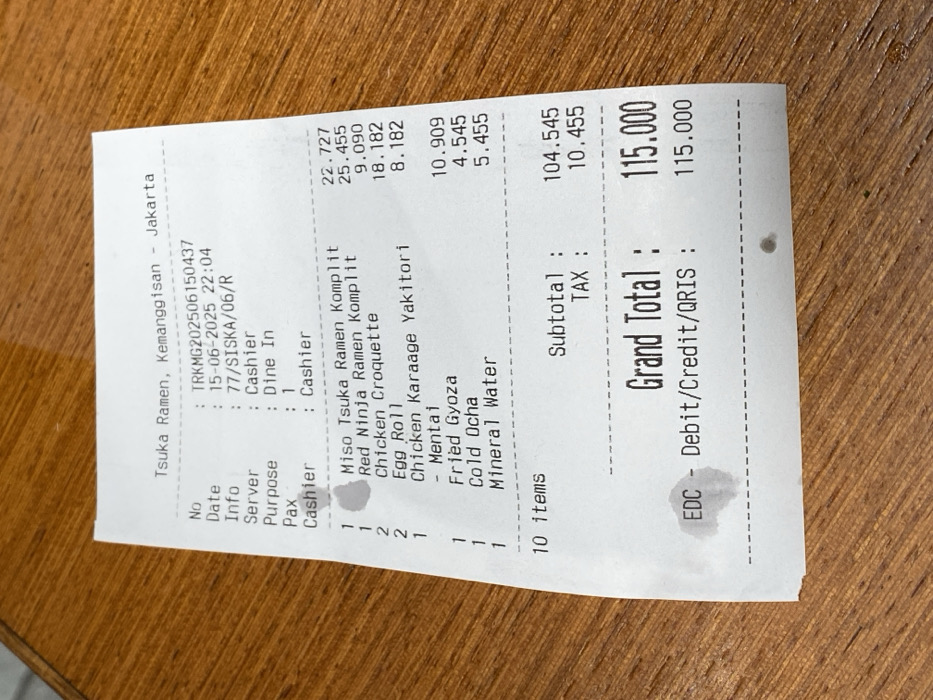 Tsuka Ramen, Kemanggisan - Jakarta
No : TRKMG202506150437
Date : 15-06-2025 22:04
Info : 77/SISKA/06/R
Server : Cashier
Purpose : Dine In
Pax : 1
Cashier : Cashier
1 Miso Tsuka Ramen Komplit 22.727
1 Red Ninja Ramen Komplit 25.455
2 Chicken Croquette 9.090
2 Egg Roll 18.182
1 Chicken Karaage Yakitori 8.182
- Mentai
1 Fried Gyoza 10.909
1 Cold Ocha 4.545
1 Mineral Water 5.455
10 items
Subtotal : 104.545
TAX : 10.455
Grand Total : 115.000
EDC - Debit/Credit/QRIS : 115.000